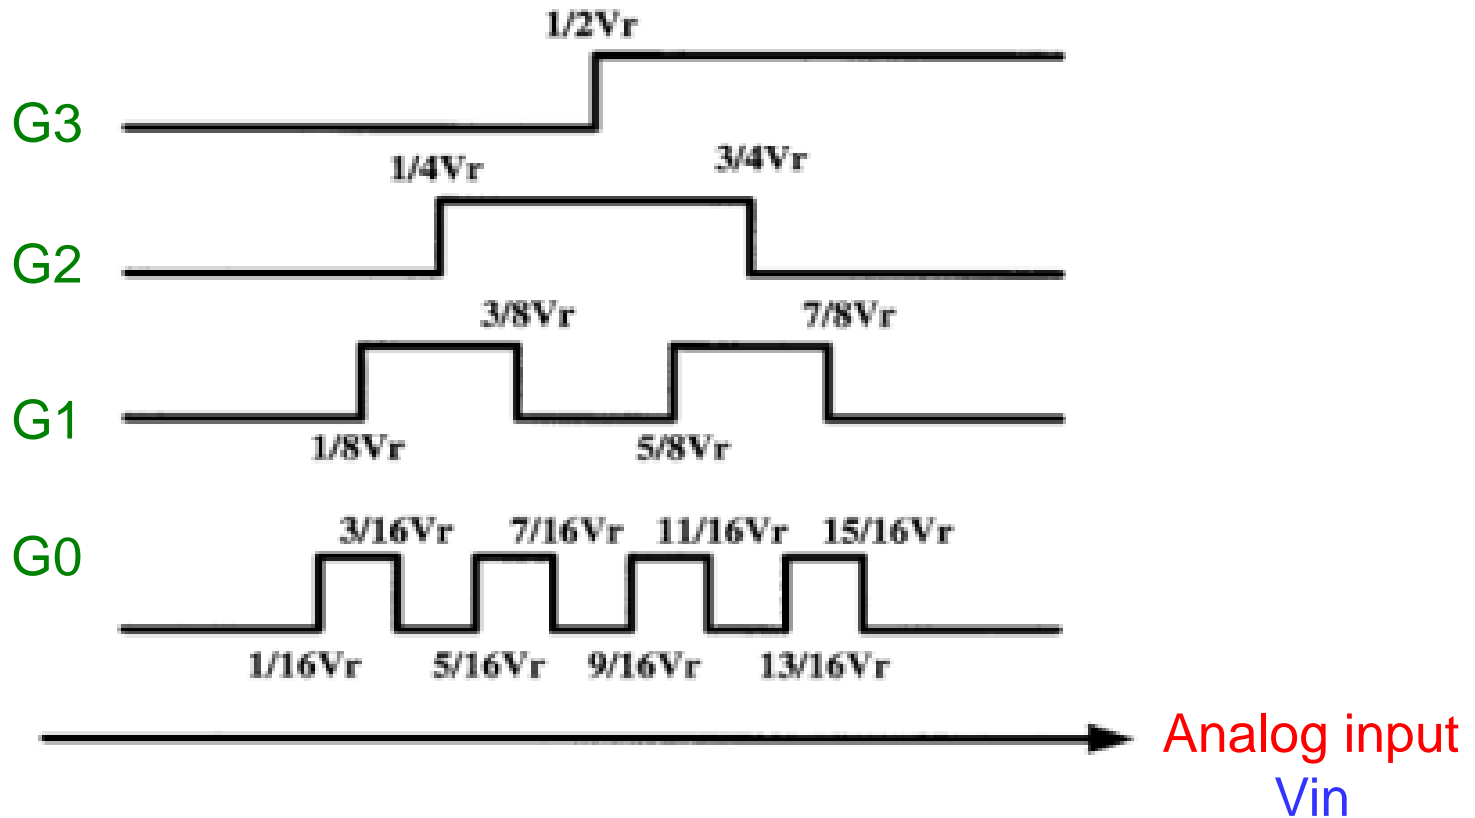 1/2Vr
G3
1/4Vr 3/4Vr
G2
3/8Vr 7/8Vr
G1
1/8Vr 5/8Vr
3/16Vr 7/16Vr 11/16Vr 15/16Vr
G0
1/16Vr 5/16Vr 9/16Vr 13/16Vr
Analog input
Vin